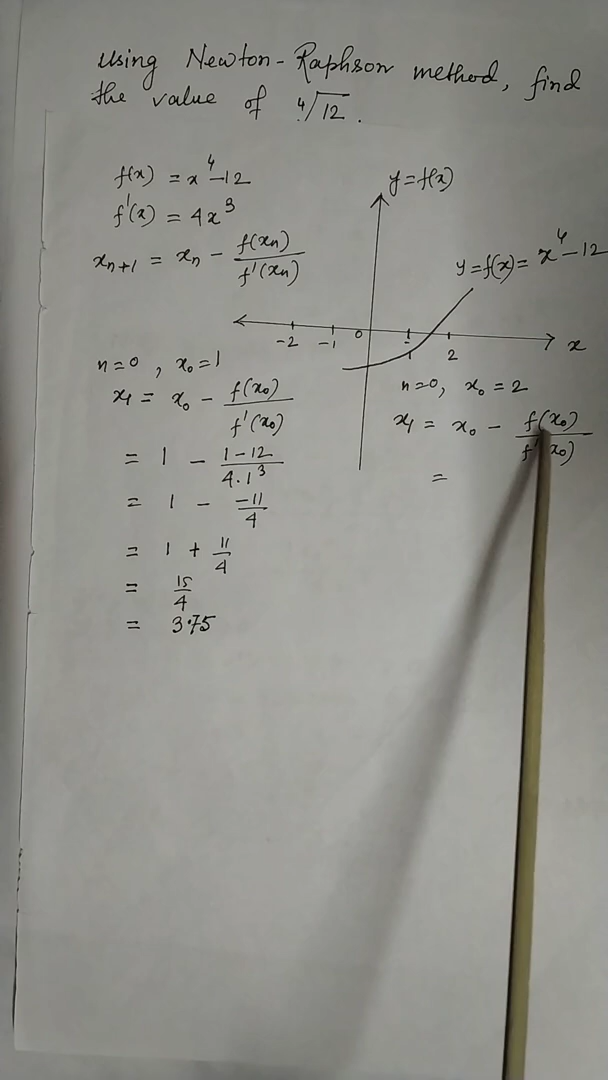 Using Newton-Raphson method, find
the value of ⁴√12.
f(x) = x⁴-12
f'(x) = 4x³
xₙ₊₁ = xₙ - f(xₙ)/f'(xₙ)
y=f(x)
y=f(x)= x⁴-12
-2 -1 0 1 2 x
n=0, x₀=1
x₁ = x₀ - f(x₀)/f'(x₀)
= 1 - (1-12)/(4.1³)
= 1 - -11/4
= 1 + 11/4
= 15/4
= 3.75
n=0, x₀=2
x₁ = x₀ - f(x₀)/f'(x₀)
=